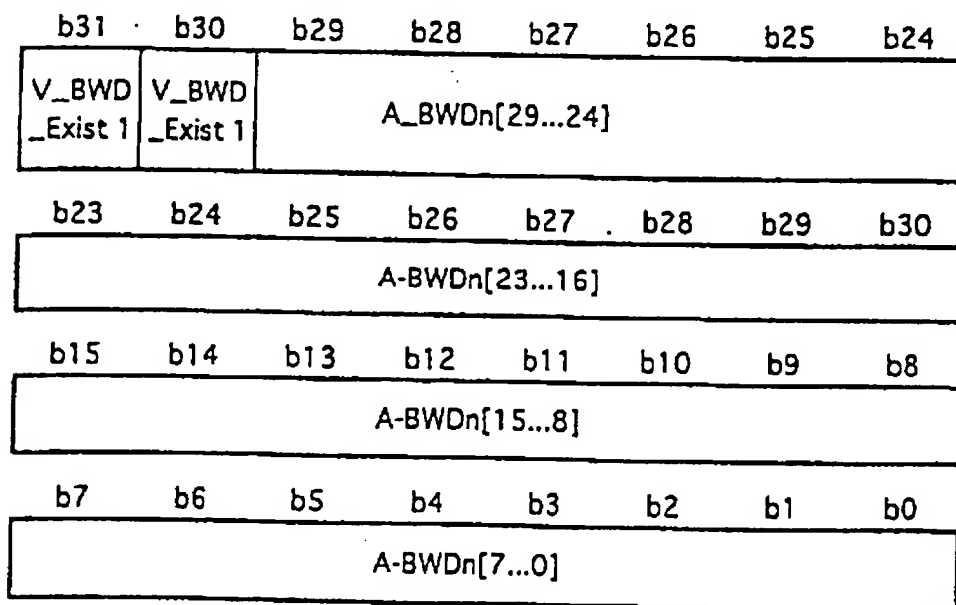 b31 b30 b29 b28 b27 b26 b25 b24
V_BWD V_BWD
_Exist 1 _Exist 1 A_BWDn[29...24]
b23 b24 b25 b26 b27 b28 b29 b30
A-BWDn[23...16]
b15 b14 b13 b12 b11 b10 b9 b8
A-BWDn[15...8]
b7 b6 b5 b4 b3 b2 b1 b0
A-BWDn[7...0]